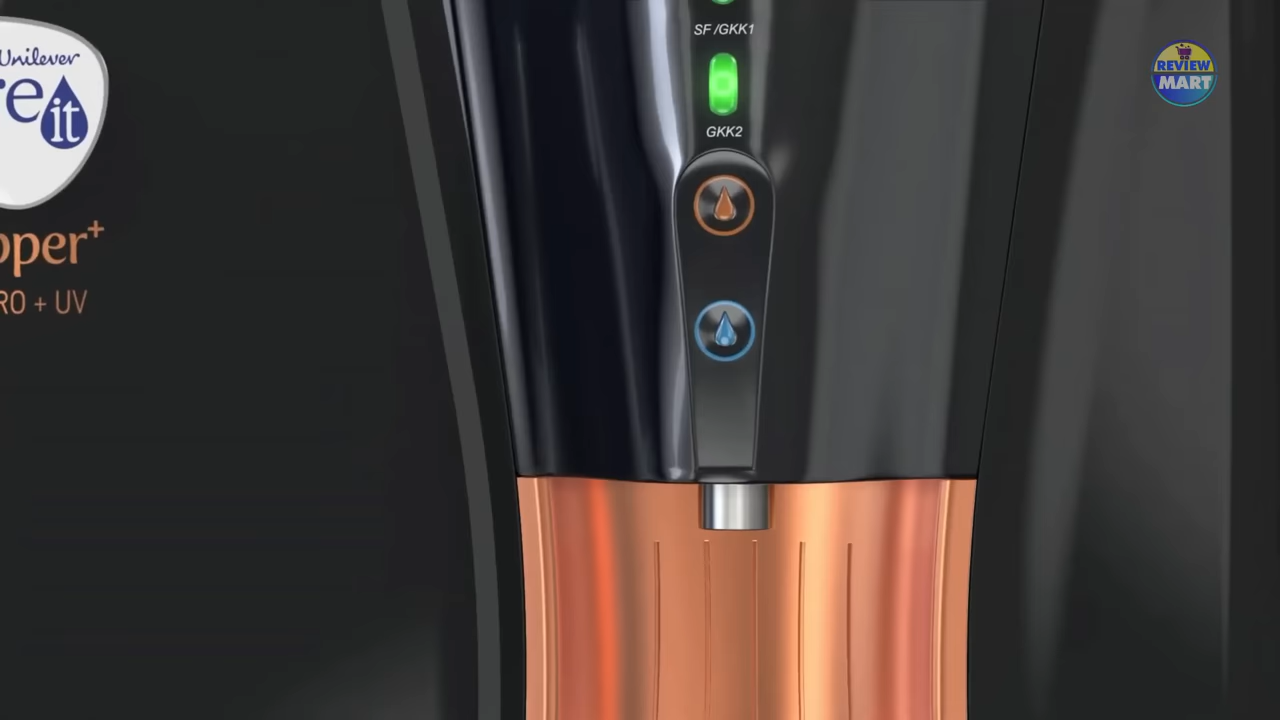 Unilever
re
it
pper+
RO + UV
SF /GKK1
GKK2
REVIEW
MART